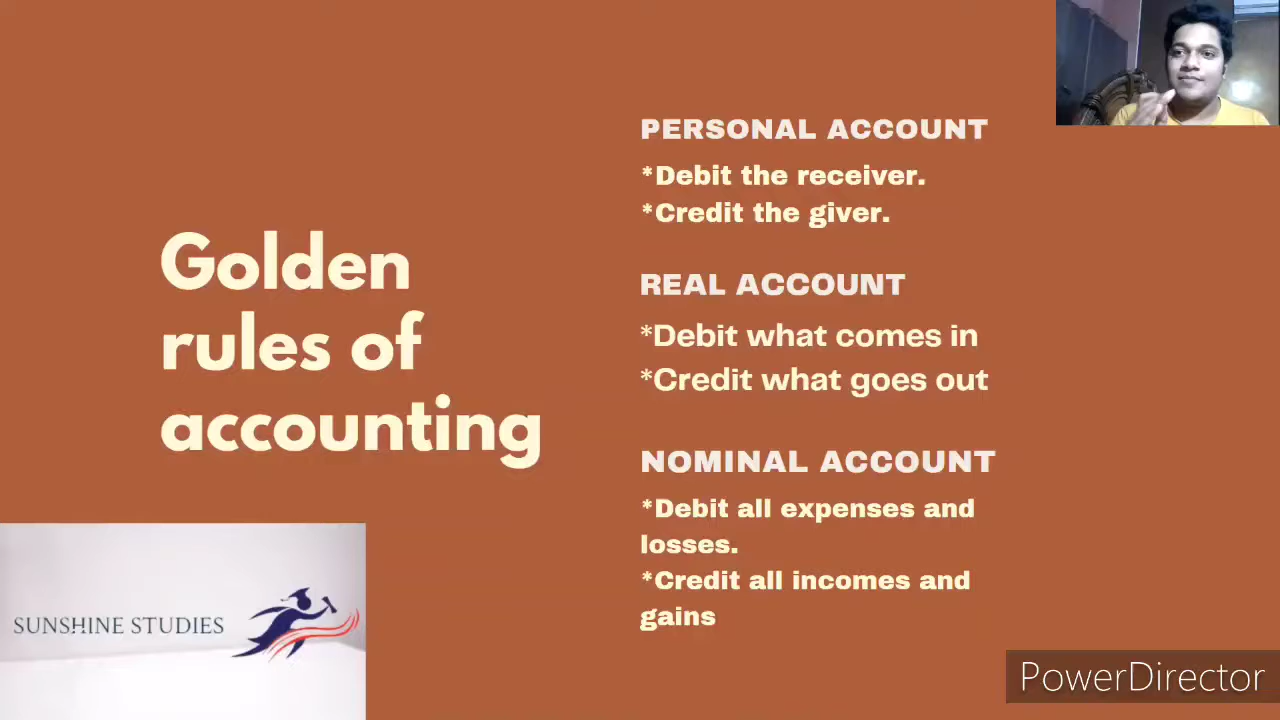 Golden
rules of
accounting
PERSONAL ACCOUNT
*Debit the receiver.
*Credit the giver.
REAL ACCOUNT
*Debit what comes in
*Credit what goes out
NOMINAL ACCOUNT
*Debit all expenses and
losses.
*Credit all incomes and
gains
SUNSHINE STUDIES
PowerDirector